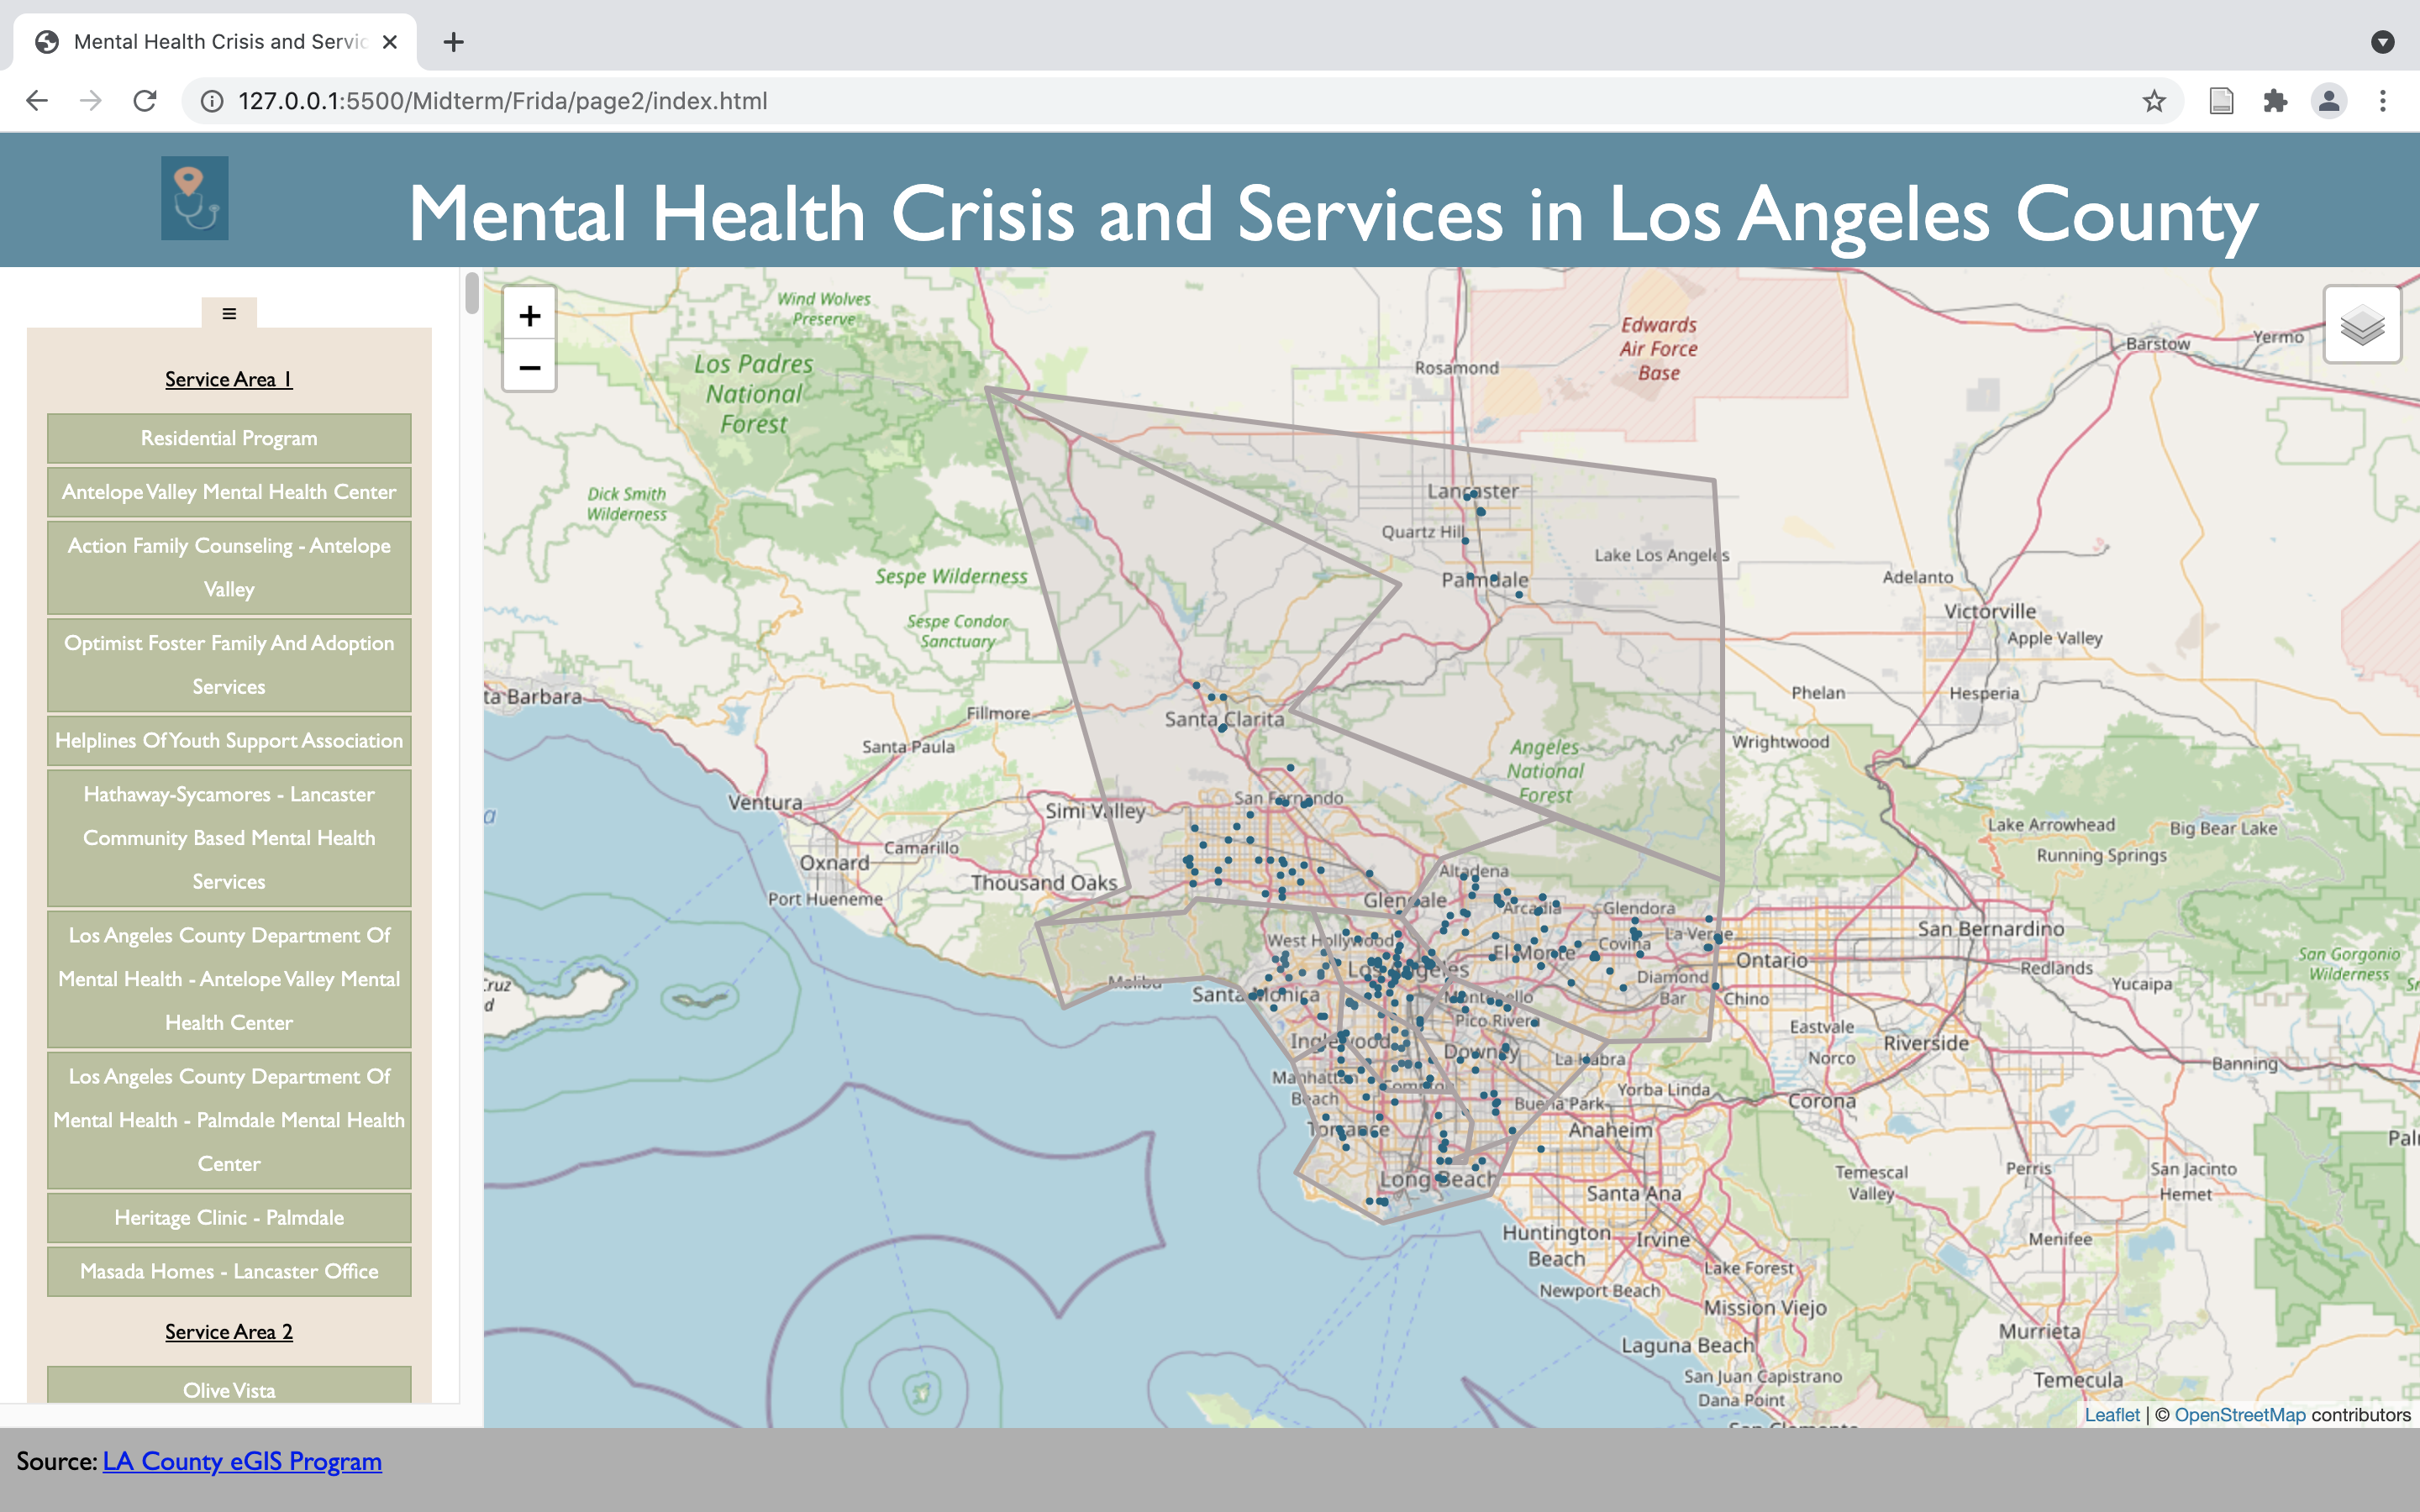 Mental Health Crisis and Servic
127.0.0.1:5500/Midterm/Frida/page2/index.html
Mental Health Crisis and Services in Los Angeles County
Service Area 1
Residential Program
Antelope Valley Mental Health Center
Action Family Counseling - Antelope
Valley
Optimist Foster Family And Adoption
Services
Helplines Of Youth Support Association
Hathaway-Sycamores - Lancaster
Community Based Mental Health
Services
Los Angeles County Department Of
Mental Health - Antelope Valley Mental
Health Center
Los Angeles County Department Of
Mental Health - Palmdale Mental Health
Center
Heritage Clinic - Palmdale
Masada Homes - Lancaster Office
Service Area 2
Olive Vista
+
−
Wind Wolves
Preserve
Los Padres
National
Forest
Edwards
Air Force
Base
Rosamond
Barstow
Yermo
Dick Smith
Wilderness
Lancaster
Quartz Hill
Lake Los Angeles
Palmdale
Sespe Wilderness
Sespe Condor
Sanctuary
Adelanto
Victorville
Apple Valley
ta Barbara
Fillmore
Santa Clarita
Phelan
Hesperia
Santa Paula
Wrightwood
Angeles
National
Forest
Ventura
Simi Valley
San Fernando
Lake Arrowhead
Big Bear Lake
Running Springs
Camarillo
Oxnard
Thousand Oaks
Port Hueneme
Altadena
Glendale
Arcadia
Glendora
La Verne
San Bernardino
West Hollywood
El Monte
Covina
Ontario
Los Angeles
Redlands
San Gorgonio
Wilderness
Yucaipa
Malibu
Santa Monica
Montebello
Diamond
Bar
Chino
Cruz
d
Pico Rivera
Eastvale
Riverside
Inglewood
Downey
La Habra
Norco
Banning
Manhattan
Beach
Compton
Buena Park
Yorba Linda
Corona
Torrance
Anaheim
Pal
Long Beach
Santa Ana
Temescal
Valley
Perris
San Jacinto
Hemet
Huntington
Beach
Irvine
Menifee
Lake Forest
Newport Beach
Mission Viejo
Murrieta
Laguna Beach
San Juan Capistrano
Dana Point
Temecula
San Clemente
Leaflet | © OpenStreetMap contributors
Source: LA County eGIS Program